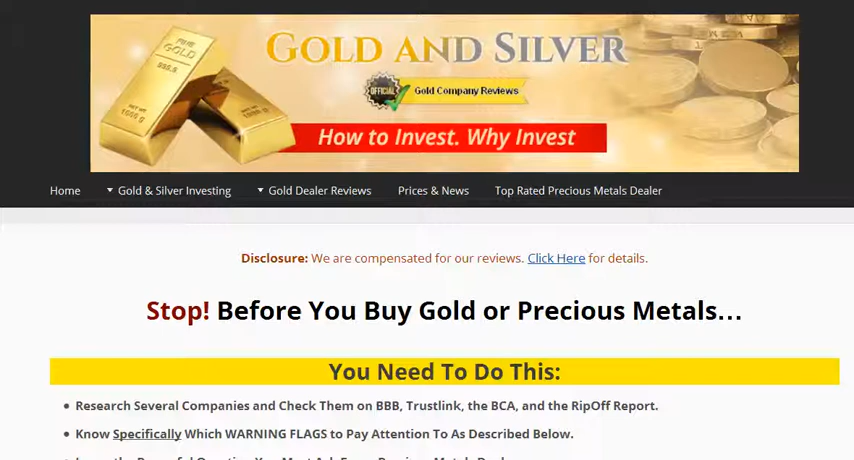 FINE
GOLD
999.9
GOLD AND SILVER
OFFICIAL
Gold Company Reviews
How to Invest. Why Invest
Home
Gold & Silver Investing
Gold Dealer Reviews
Prices & News
Top Rated Precious Metals Dealer
Disclosure: We are compensated for our reviews. Click Here for details.
Stop! Before You Buy Gold or Precious Metals…
You Need To Do This:
• Research Several Companies and Check Them on BBB, Trustlink, the BCA, and the RipOff Report.
• Know Specifically Which WARNING FLAGS to Pay Attention To As Described Below.